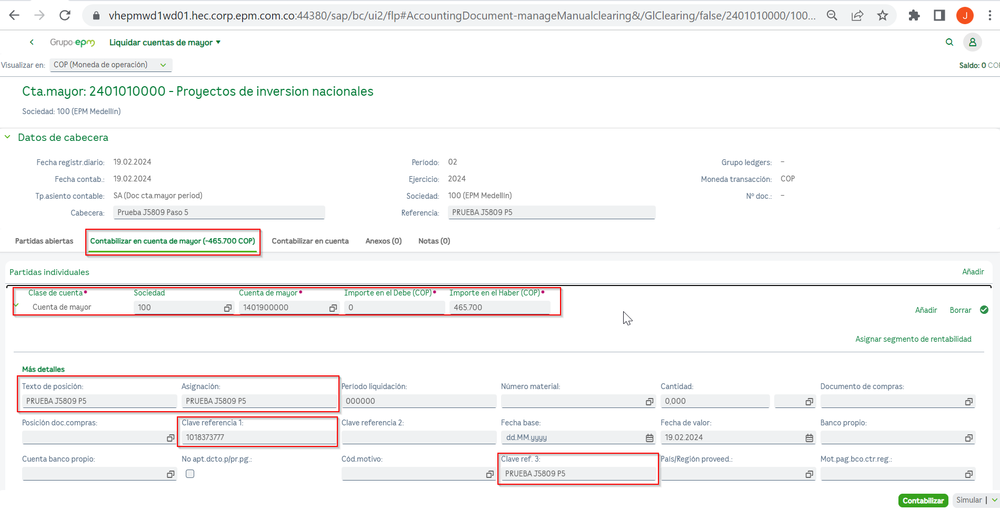 vhepmwd1wd01.hec.corp.epm.com.co:44380/sap/bc/ui2/flp#AccountingDocument-manageManualclearing&/GlClearing/false/2401010000/100...
J
Grupo·epm
Liquidar cuentas de mayor
Visualizar en: COP (Moneda de operación)
Saldo: 0 COP
Cta.mayor: 2401010000 - Proyectos de inversion nacionales
Sociedad: 100 (EPM Medellín)
Datos de cabecera
Fecha registr.diario: 19.02.2024 Período: 02 Grupo ledgers: –
Fecha contab.: 19.02.2024 Ejercicio: 2024 Moneda transacción: COP
Tp.asiento contable: SA (Doc cta.mayor period) Sociedad: 100 (EPM Medellín) Nº doc.: –
Cabecera: Prueba J5809 Paso 5 Referencia: PRUEBA J5809 P5
Partidas abiertas Contabilizar en cuenta de mayor (-465.700 COP) Contabilizar en cuenta Anexos (0) Notas (0)
Partidas individuales Añadir
Clase de cuenta Sociedad Cuenta de mayor Importe en el Debe (COP) Importe en el Haber (COP)
Cuenta de mayor 100 1401900000 0 465.700 Añadir Borrar
Asignar segmento de rentabilidad
Más detalles
Texto de posición: Asignación: Período liquidación: Número material: Cantidad: Documento de compras:
PRUEBA J5809 P5 PRUEBA J5809 P5 000000 0,000
Posición doc.compras: Clave referencia 1: Clave referencia 2: Fecha base: Fecha de valor: Banco propio:
1018373777 dd.MM.yyyy 19.02.2024
Cuenta banco propio: No apt.dcto.p/pr.pg.: Cód.motivo: Clave ref. 3: País/Región proveed.: Mot.pag.bco.ctr.reg.:
PRUEBA J5809 P5
Contabilizar Simular